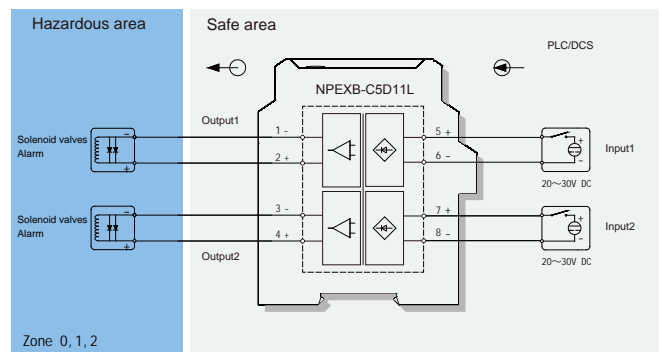 Hazardous area
Safe area
PLC/DCS
NPEXB-C5D11L
Output1
1 -
5 +
Solenoid valves
Alarm
-
+
2 +
6 -
+
-
Input1
20～30V DC
3 -
7 +
Solenoid valves
Alarm
-
+
4 +
8 -
+
-
Input2
Output2
20～30V DC
Zone 0, 1, 2